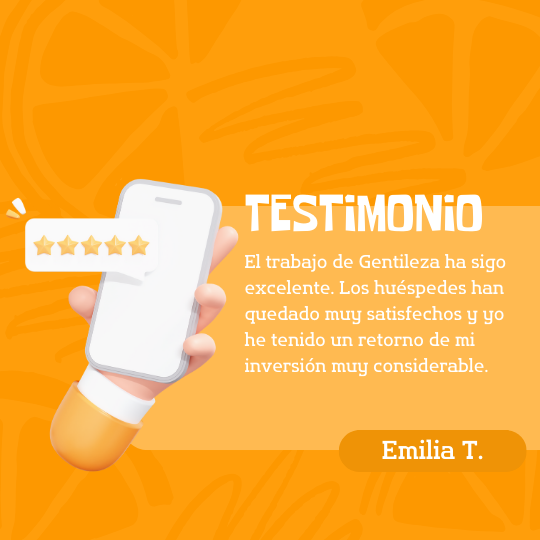 TESTIMONIO
El trabajo de Gentileza ha sigo
excelente. Los huéspedes han
quedado muy satisfechos y yo
he tenido un retorno de mi
inversión muy considerable.
Emilia T.